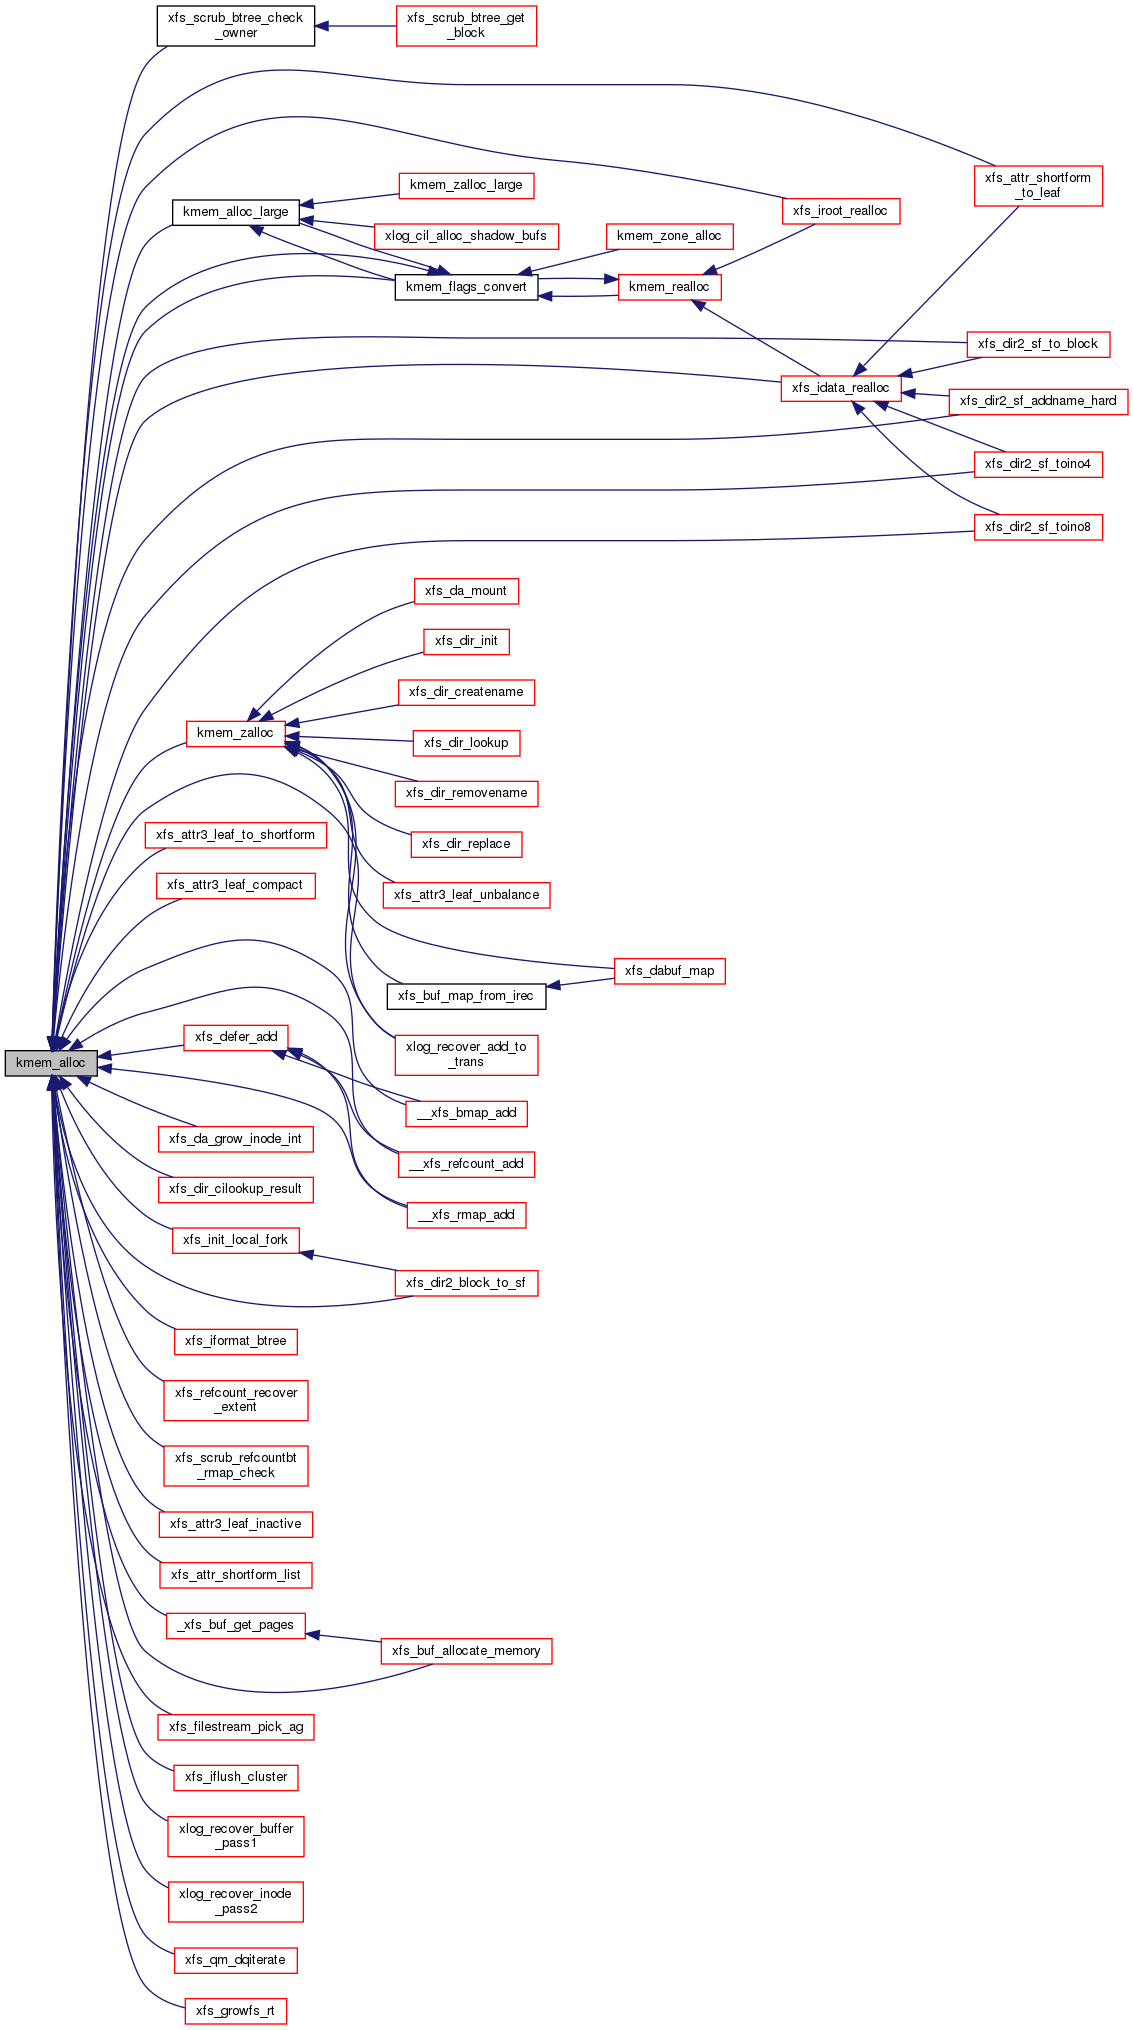 xfs_scrub_btree_check
_owner
xfs_scrub_btree_get
_block
xfs_attr_shortform
_to_leaf
kmem_zalloc_large
kmem_alloc_large
xfs_iroot_realloc
xlog_cil_alloc_shadow_bufs
kmem_zone_alloc
kmem_flags_convert
kmem_realloc
xfs_dir2_sf_to_block
xfs_idata_realloc
xfs_dir2_sf_addname_hard
xfs_dir2_sf_toino4
xfs_dir2_sf_toino8
xfs_da_mount
xfs_dir_init
xfs_dir_createname
kmem_zalloc
xfs_dir_lookup
xfs_dir_removename
xfs_attr3_leaf_to_shortform
xfs_dir_replace
xfs_attr3_leaf_compact
xfs_attr3_leaf_unbalance
xfs_dabuf_map
xfs_buf_map_from_irec
xfs_defer_add
xlog_recover_add_to
_trans
kmem_alloc
__xfs_bmap_add
xfs_da_grow_inode_int
__xfs_refcount_add
xfs_dir_cilookup_result
__xfs_rmap_add
xfs_init_local_fork
xfs_dir2_block_to_sf
xfs_iformat_btree
xfs_refcount_recover
_extent
xfs_scrub_refcountbt
_rmap_check
xfs_attr3_leaf_inactive
xfs_attr_shortform_list
_xfs_buf_get_pages
xfs_buf_allocate_memory
xfs_filestream_pick_ag
xfs_iflush_cluster
xlog_recover_buffer
_pass1
xlog_recover_inode
_pass2
xfs_qm_dqiterate
xfs_growfs_rt